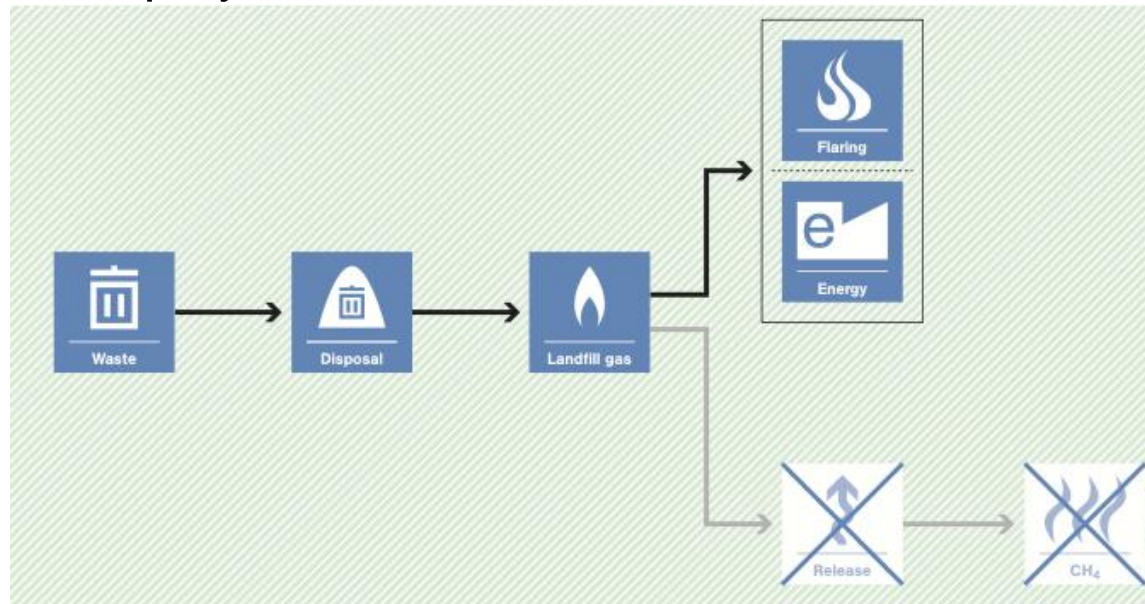 Flaring
e
Energy
Waste
Disposal
Landfill gas
Release
CH₄